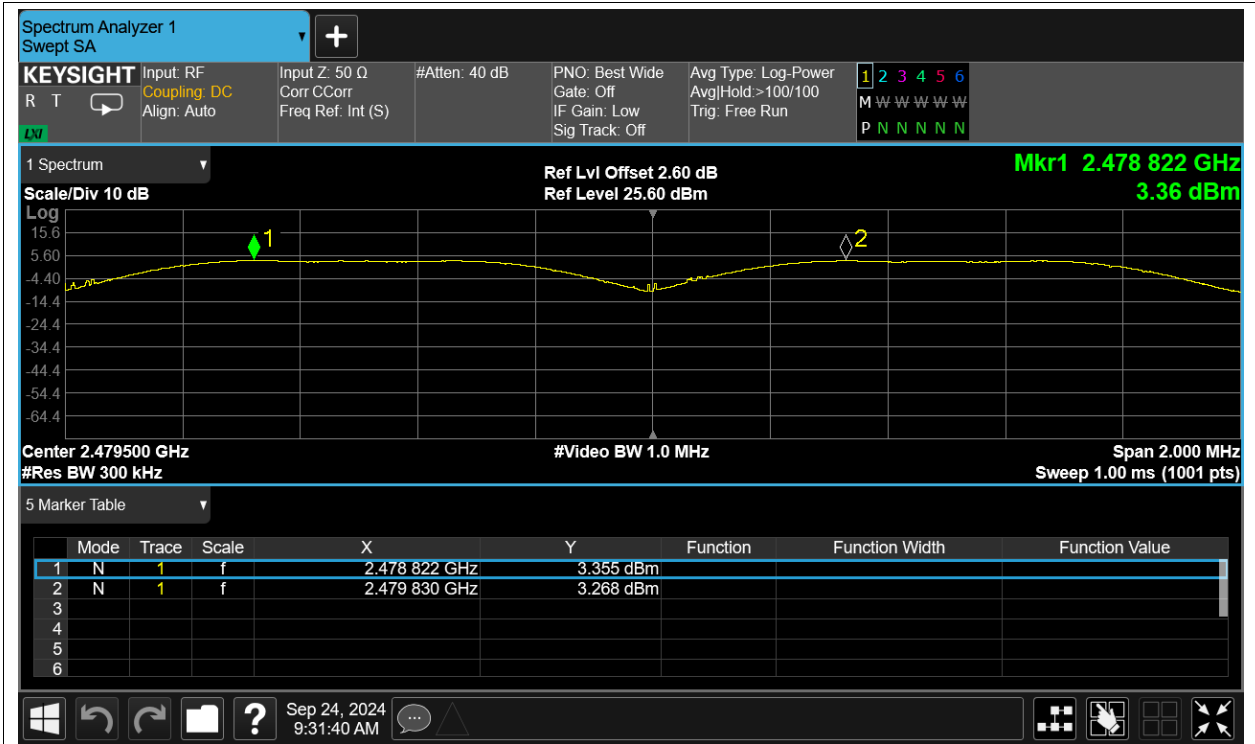 Spectrum Analyzer 1
Swept SA
KEYSIGHT
R T
LXI
Input: RF
Coupling: DC
Align: Auto
Input Z: 50 Ω
Corr CCorr
Freq Ref: Int (S)
#Atten: 40 dB
PNO: Best Wide
Gate: Off
IF Gain: Low
Sig Track: Off
Avg Type: Log-Power
Avg|Hold:>100/100
Trig: Free Run
1 2 3 4 5 6
M W W W W W
P N N N N N
1 Spectrum
Scale/Div 10 dB
Ref Lvl Offset 2.60 dB
Ref Level 25.60 dBm
Mkr1 2.478 822 GHz
3.36 dBm
Log
15.6
5.60
-4.40
-14.4
-24.4
-34.4
-44.4
-54.4
-64.4
1
2
Center 2.479500 GHz
#Video BW 1.0 MHz
Span 2.000 MHz
#Res BW 300 kHz
Sweep 1.00 ms (1001 pts)
5 Marker Table
Mode Trace Scale X Y Function Function Width Function Value
1 N 1 f 2.478 822 GHz 3.355 dBm
2 N 1 f 2.479 830 GHz 3.268 dBm
3
4
5
6
?
Sep 24, 2024
9:31:40 AM